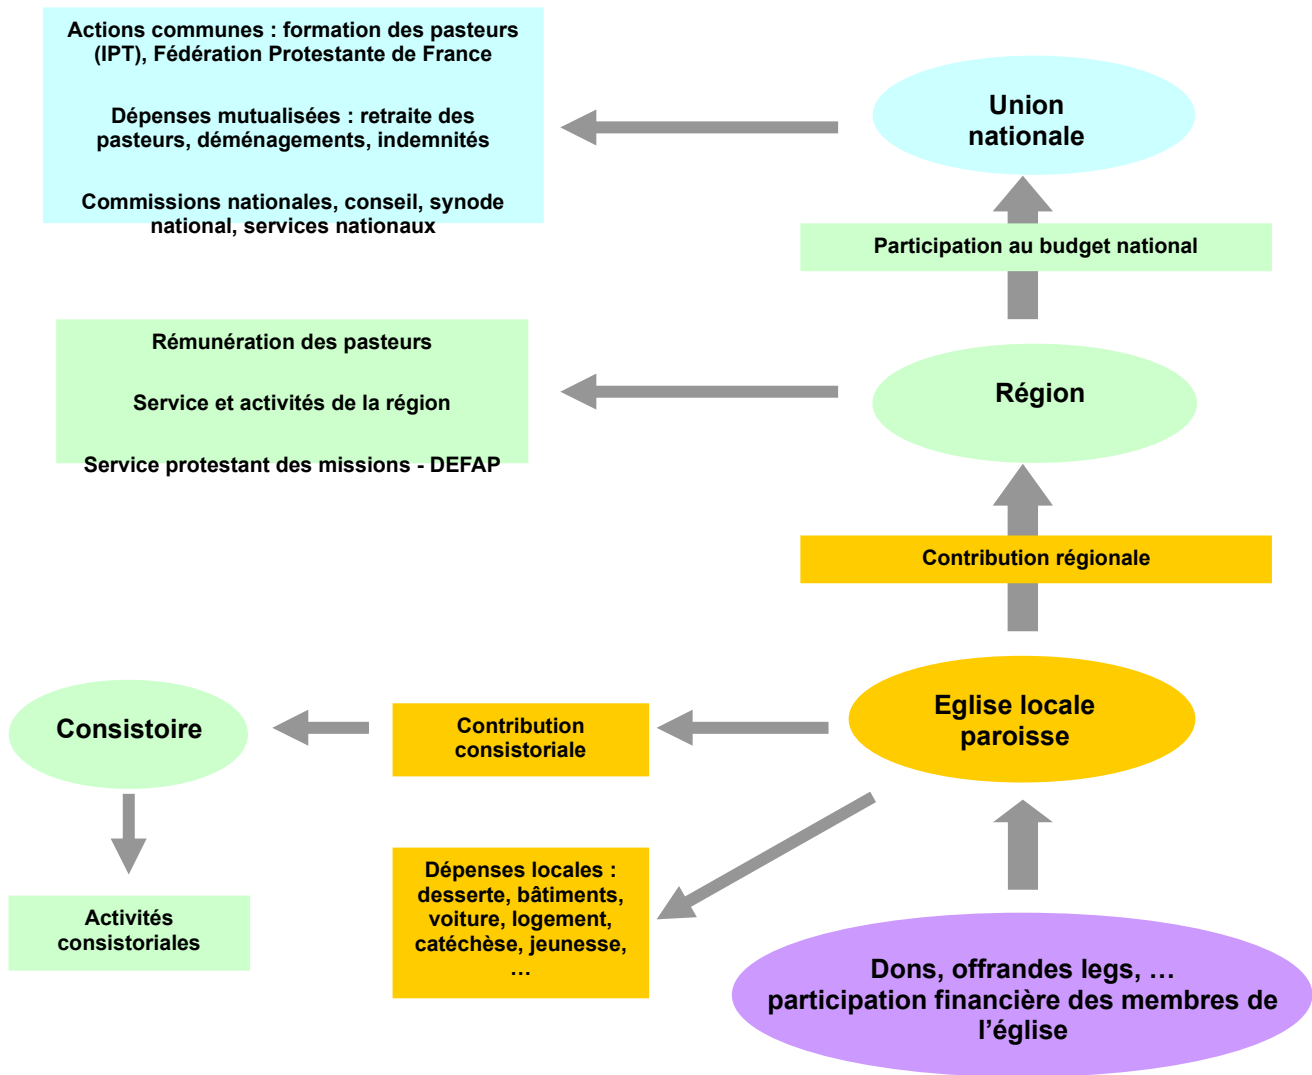 Actions communes : formation des pasteurs
(IPT), Fédération Protestante de France
Dépenses mutualisées : retraite des
pasteurs, déménagements, indemnités
Commissions nationales, conseil, synode
national, services nationaux
Union
nationale
Participation au budget national
Rémunération des pasteurs
Service et activités de la région
Service protestant des missions - DEFAP
Région
Contribution régionale
Eglise locale
paroisse
Contribution
consistoriale
Consistoire
Activités
consistoriales
Dépenses locales :
desserte, bâtiments,
voiture, logement,
catéchèse, jeunesse,
…
Dons, offrandes legs, …
participation financière des membres de
l’église